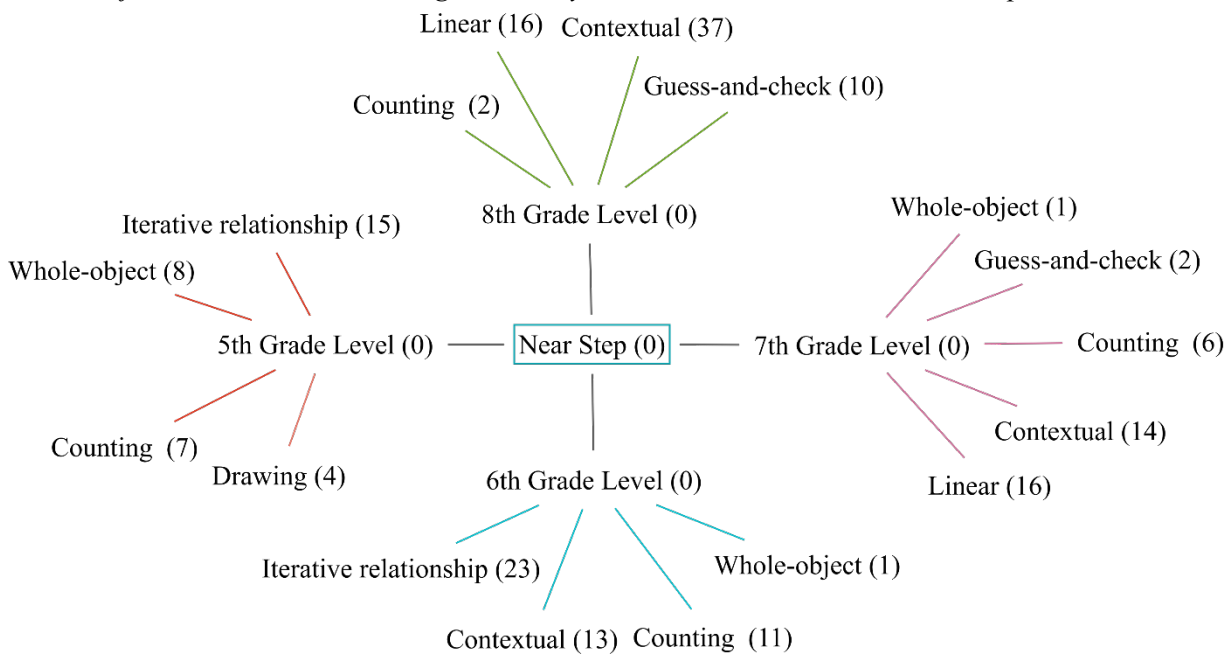 Linear (16) Contextual (37)
Guess-and-check (10)
Counting (2)
8th Grade Level (0)
Iterative relationship (15)
Whole-object (8)
5th Grade Level (0)
Counting (7)
Drawing (4)
Near Step (0)
Whole-object (1)
Guess-and-check (2)
7th Grade Level (0)
Counting (6)
Contextual (14)
Linear (16)
6th Grade Level (0)
Iterative relationship (23)
Whole-object (1)
Contextual (13) Counting (11)